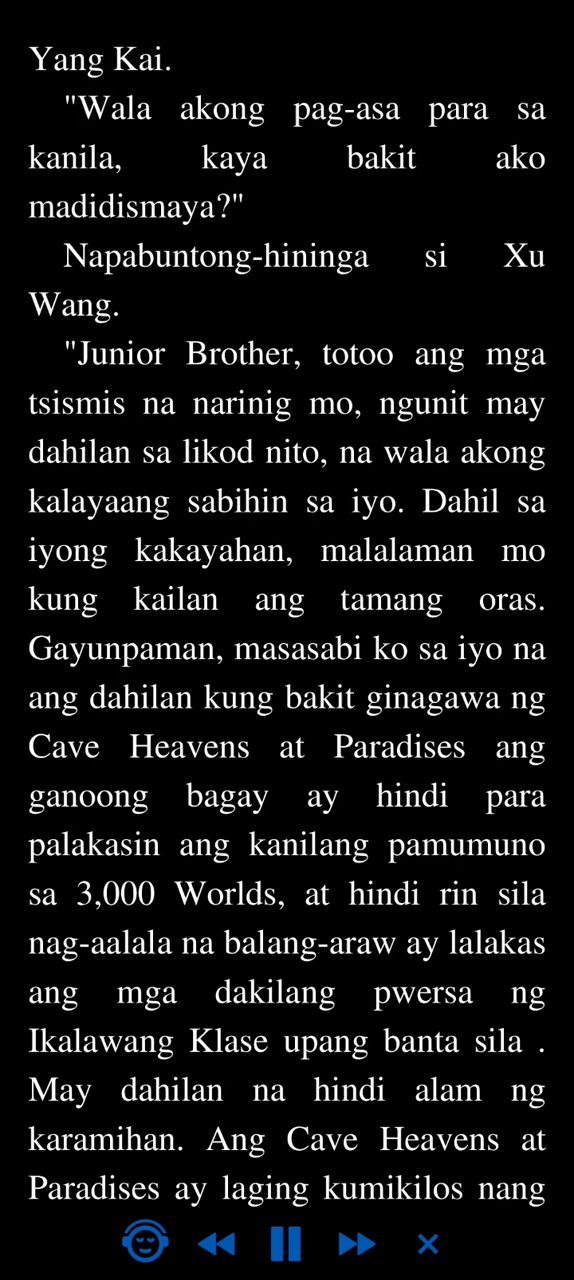 Yang Kai.
"Wala akong pag-asa para sa
kanila, kaya bakit ako
madidismaya?"
Napabuntong-hininga si Xu
Wang.
"Junior Brother, totoo ang mga
tsismis na narinig mo, ngunit may
dahilan sa likod nito, na wala akong
kalayaang sabihin sa iyo. Dahil sa
iyong kakayahan, malalaman mo
kung kailan ang tamang oras.
Gayunpaman, masasabi ko sa iyo na
ang dahilan kung bakit ginagawa ng
Cave Heavens at Paradises ang
ganoong bagay ay hindi para
palakasin ang kanilang pamumuno
sa 3,000 Worlds, at hindi rin sila
nag-aalala na balang-araw ay lalakas
ang mga dakilang pwersa ng
Ikalawang Klase upang banta sila .
May dahilan na hindi alam ng
karamihan. Ang Cave Heavens at
Paradises ay laging kumikilos nang